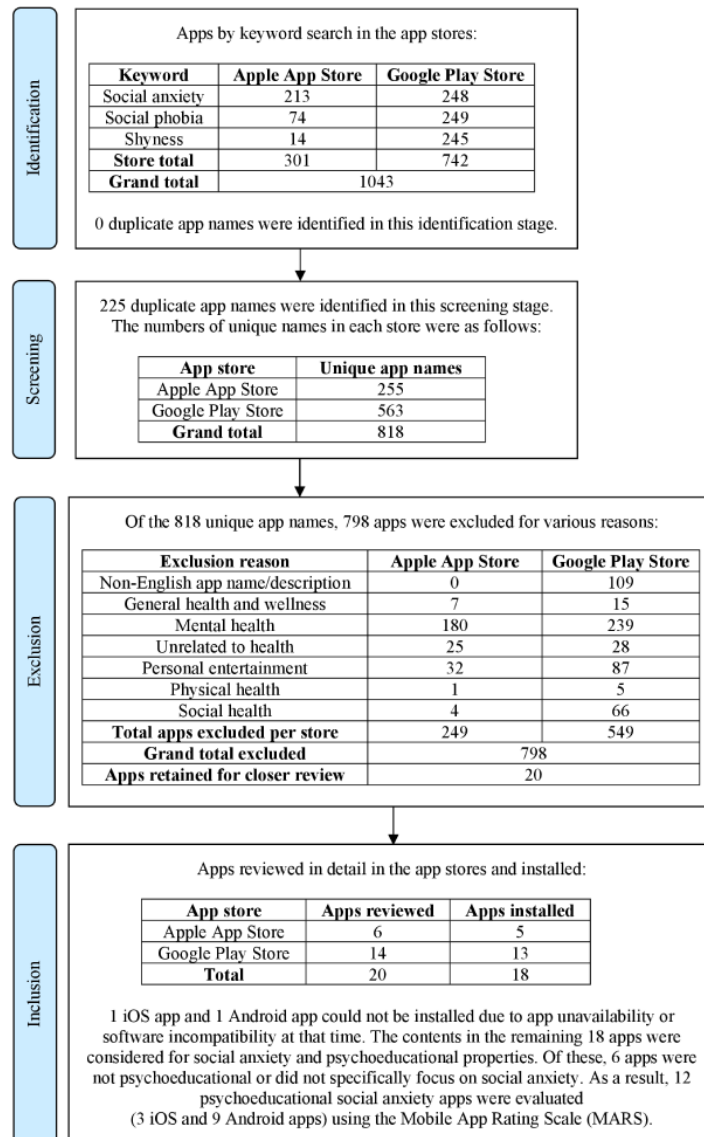 Identification
Apps by keyword search in the app stores:
Keyword Apple App Store Google Play Store
Social anxiety 213 248
Social phobia 74 249
Shyness 14 245
Store total 301 742
Grand total 1043
0 duplicate app names were identified in this identification stage.
Screening
225 duplicate app names were identified in this screening stage.
The numbers of unique names in each store were as follows:
App store Unique app names
Apple App Store 255
Google Play Store 563
Grand total 818
Exclusion
Of the 818 unique app names, 798 apps were excluded for various reasons:
Exclusion reason Apple App Store Google Play Store
Non-English app name/description 0 109
General health and wellness 7 15
Mental health 180 239
Unrelated to health 25 28
Personal entertainment 32 87
Physical health 1 5
Social health 4 66
Total apps excluded per store 249 549
Grand total excluded 798
Apps retained for closer review 20
Inclusion
Apps reviewed in detail in the app stores and installed:
App store Apps reviewed Apps installed
Apple App Store 6 5
Google Play Store 14 13
Total 20 18
1 iOS app and 1 Android app could not be installed due to app unavailability or
software incompatibility at that time. The contents in the remaining 18 apps were
considered for social anxiety and psychoeducational properties. Of these, 6 apps were
not psychoeducational or did not specifically focus on social anxiety. As a result, 12
psychoeducational social anxiety apps were evaluated
(3 iOS and 9 Android apps) using the Mobile App Rating Scale (MARS).